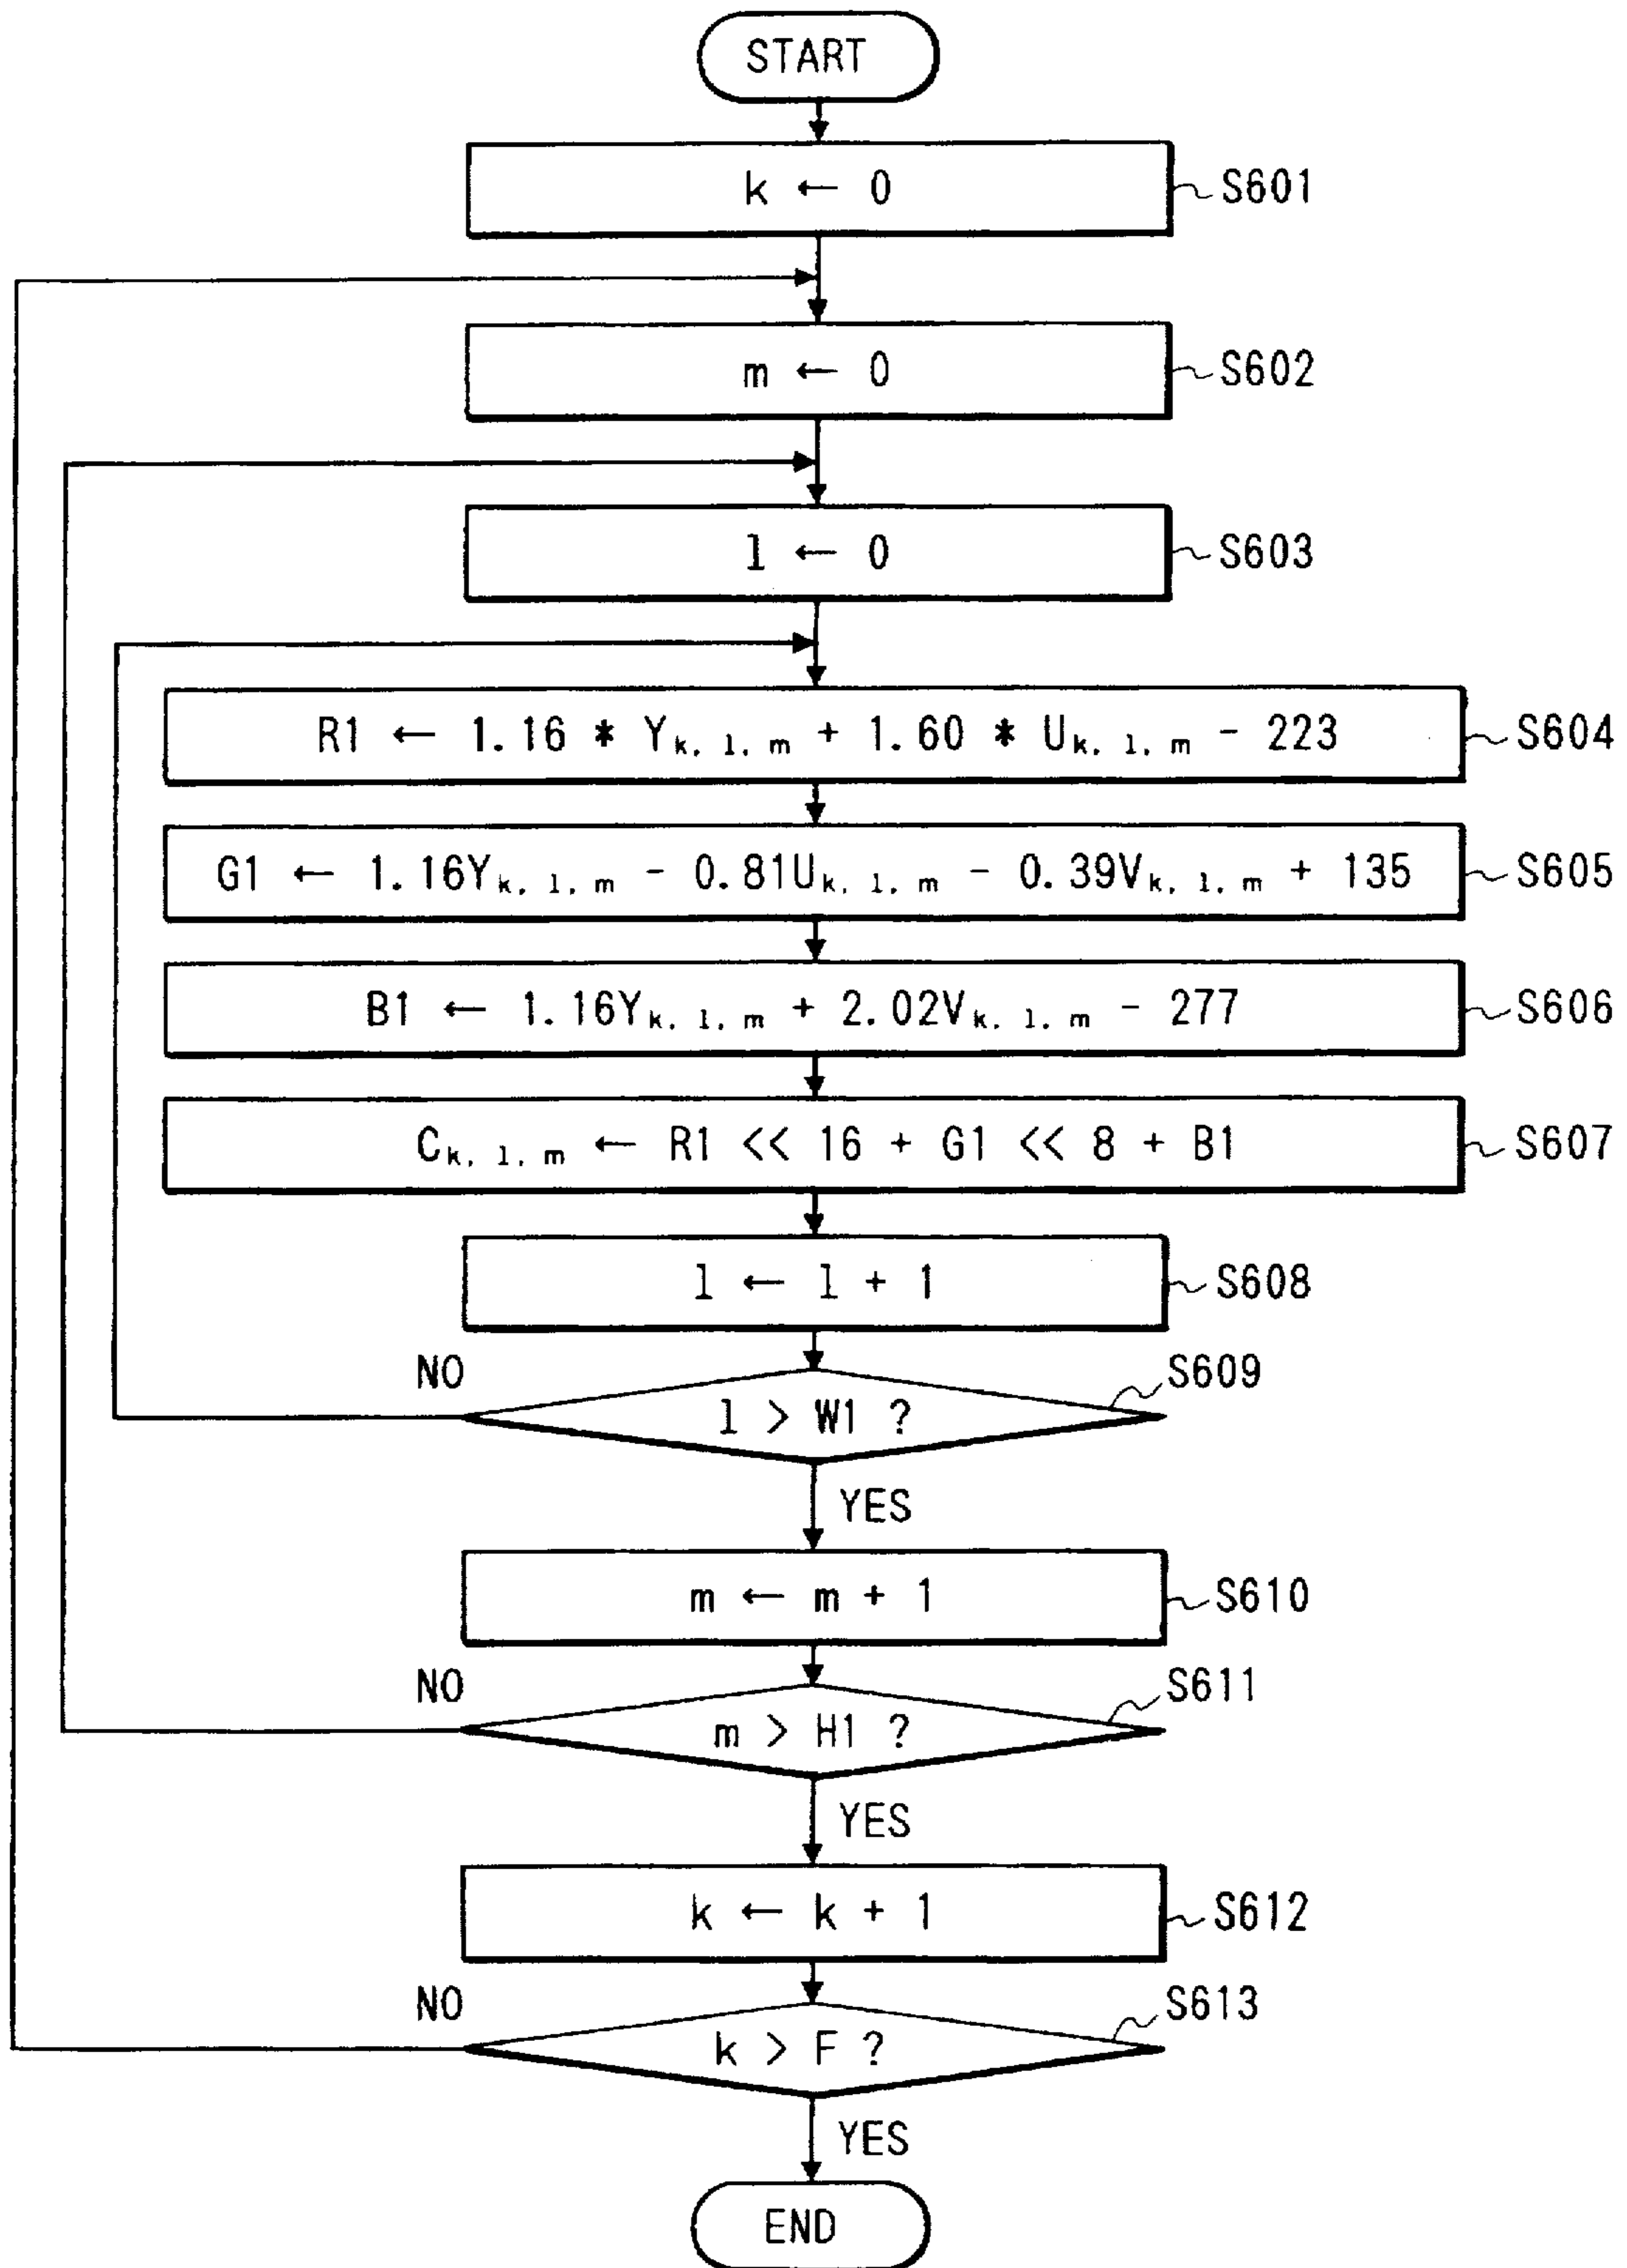 START
k ← 0
S601
m ← 0
S602
l ← 0
S603
R1 ← 1.16 * Yk, l, m + 1.60 * Uk, l, m - 223
S604
G1 ← 1.16Yk, l, m - 0.81Uk, l, m - 0.39Vk, l, m + 135
S605
B1 ← 1.16Yk, l, m + 2.02Vk, l, m - 277
S606
Ck, l, m ← R1 << 16 + G1 << 8 + B1
S607
l ← l + 1
S608
NO
S609
l > W1 ?
YES
m ← m + 1
S610
NO
S611
m > H1 ?
YES
k ← k + 1
S612
NO
S613
k > F ?
YES
END